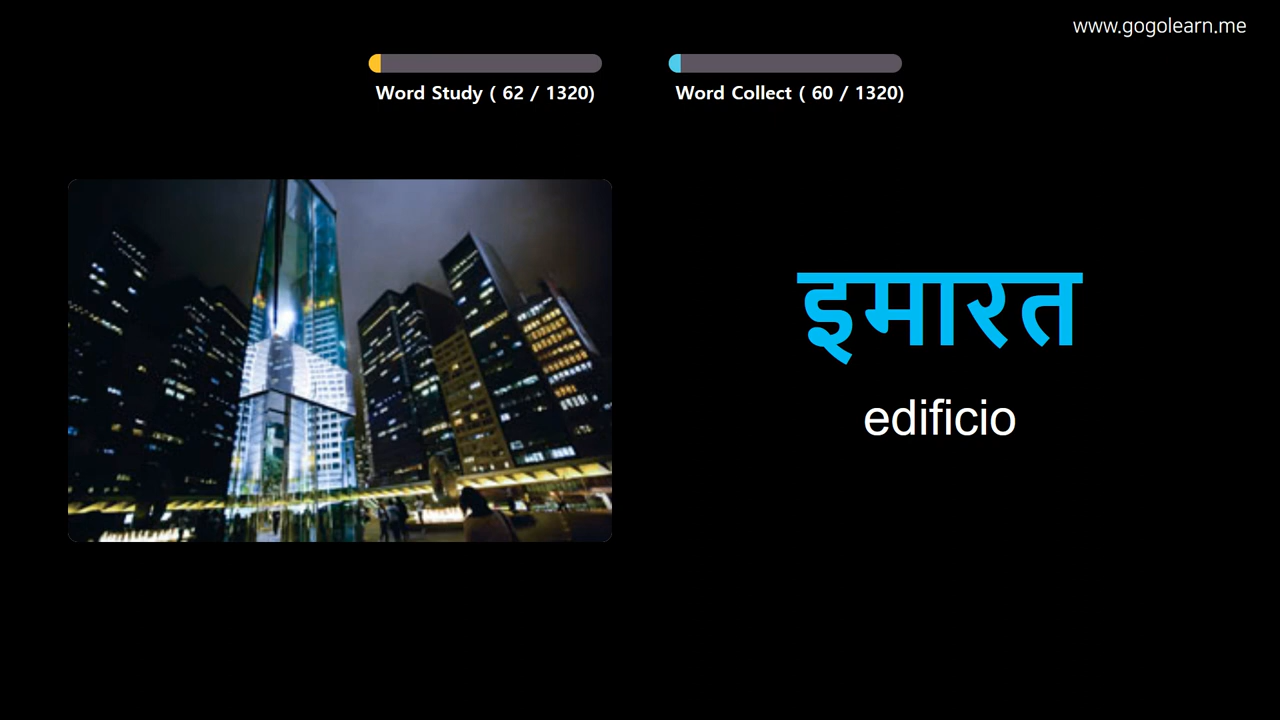 www.gogolearn.me
Word Study ( 62 / 1320)
Word Collect ( 60 / 1320)
इमारत
edificio